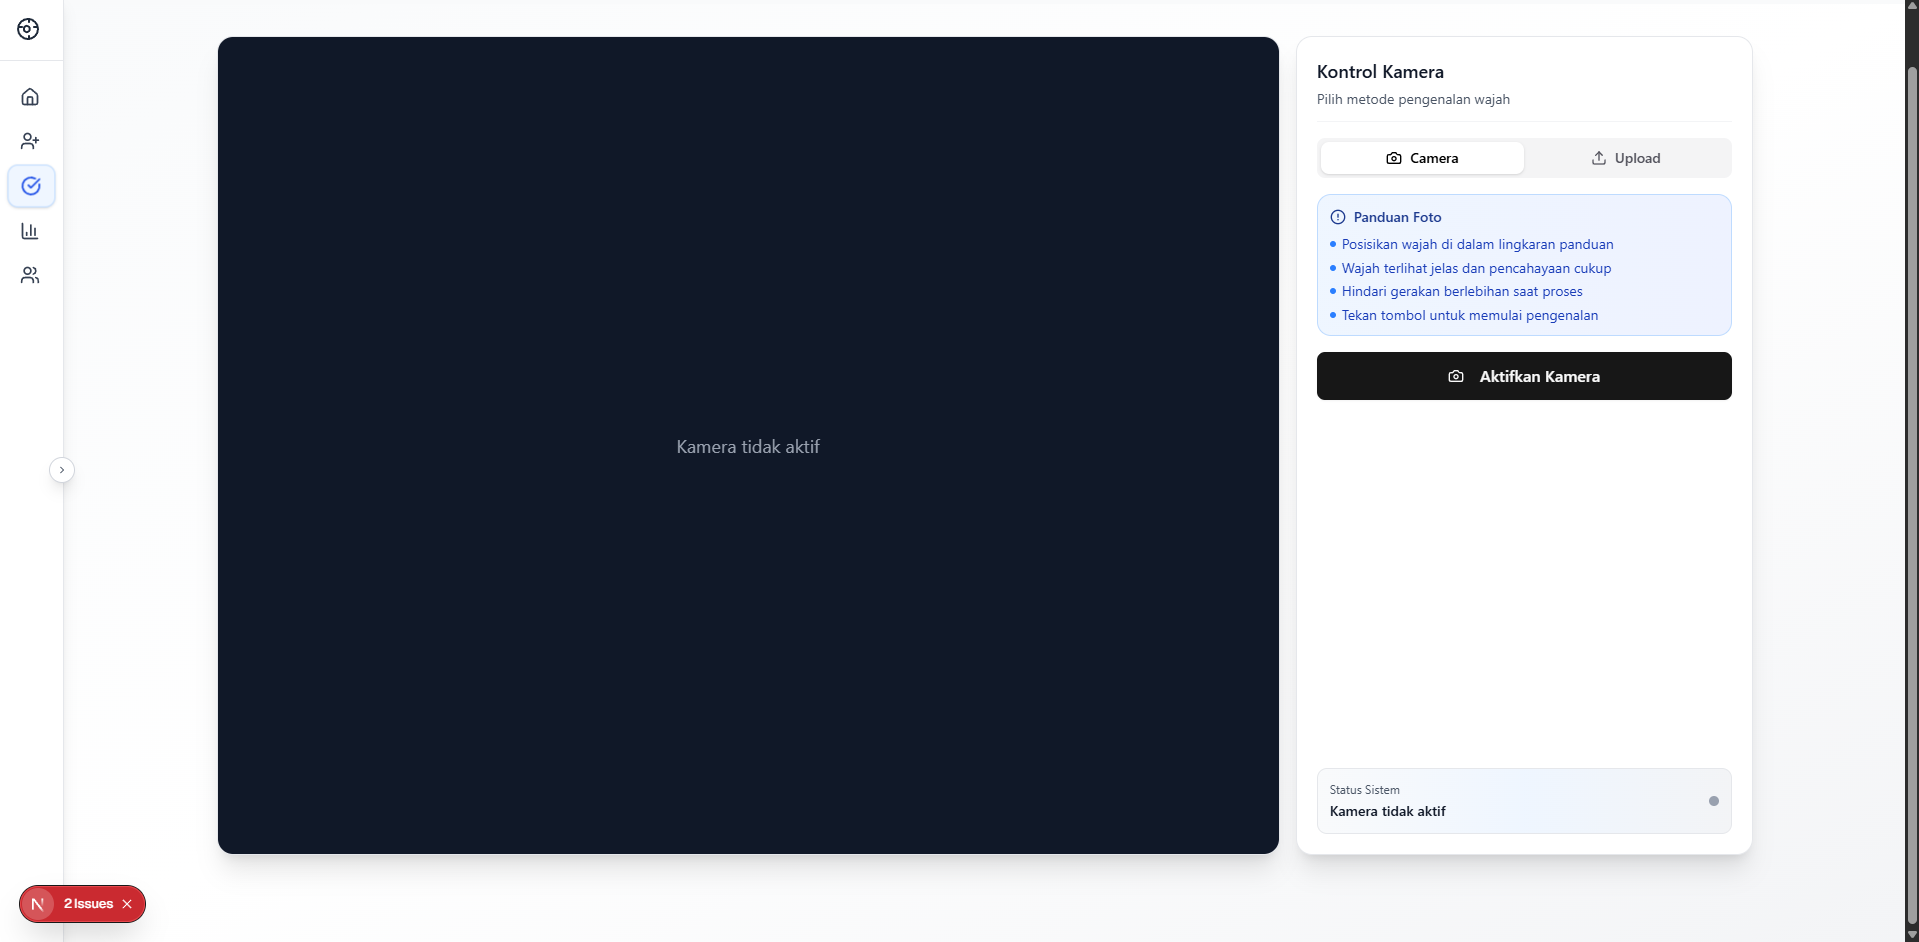 Kamera tidak aktif
Kontrol Kamera
Pilih metode pengenalan wajah
Camera
Upload
Panduan Foto
Posisikan wajah di dalam lingkaran panduan
Wajah terlihat jelas dan pencahayaan cukup
Hindari gerakan berlebihan saat proses
Tekan tombol untuk memulai pengenalan
Aktifkan Kamera
Status Sistem
Kamera tidak aktif
N 2 Issues